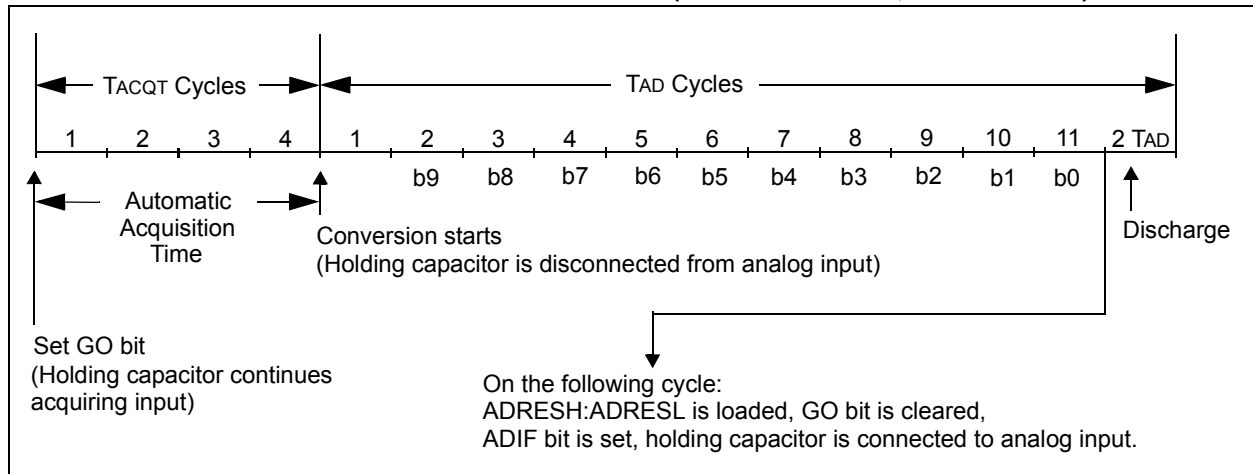 TACQT Cycles
TAD Cycles
1 2 3 4 1 2 3 4 5 6 7 8 9 10 11 2 TAD
b9 b8 b7 b6 b5 b4 b3 b2 b1 b0
Automatic
Acquisition
Time
Conversion starts
(Holding capacitor is disconnected from analog input)
Discharge
Set GO bit
(Holding capacitor continues
acquiring input)
On the following cycle:
ADRESH:ADRESL is loaded, GO bit is cleared,
ADIF bit is set, holding capacitor is connected to analog input.